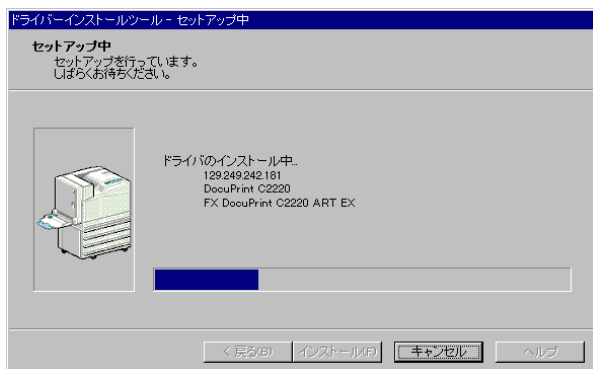 ドライバーインストールツール - セットアップ中
セットアップ中
セットアップを行っています。
しばらくお待ちください。
ドライバのインストール中...
129.249.242.181
DocuPrint C2220
FX DocuPrint C2220 ART EX
< 戻る(B) インストール(F) キャンセル ヘルプ